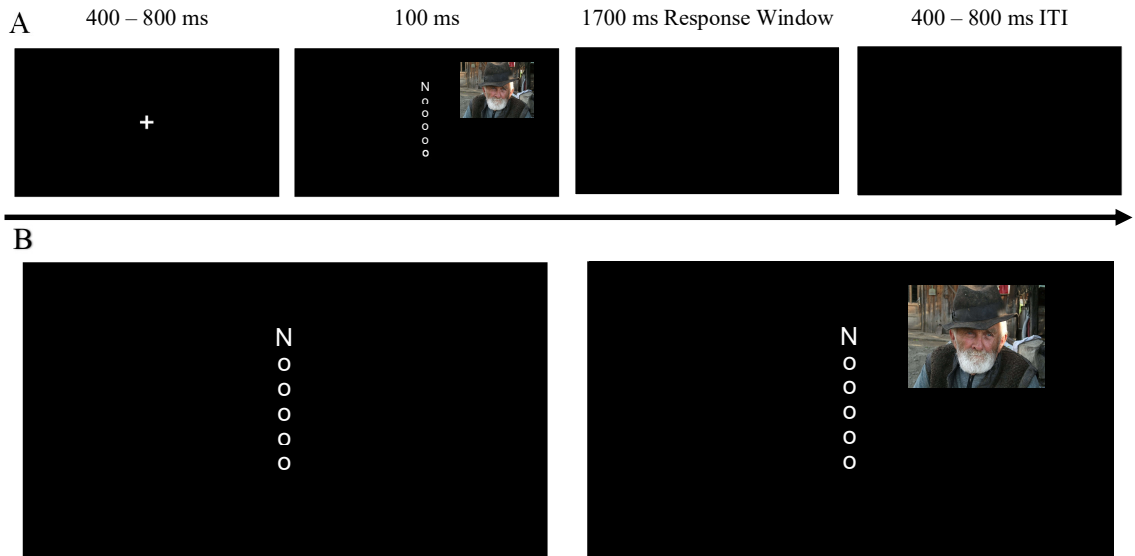 A
400 – 800 ms
100 ms
1700 ms Response Window
400 – 800 ms ITI
+
N
o
o
o
o
o
B
N
o
o
o
o
o
N
o
o
o
o
o